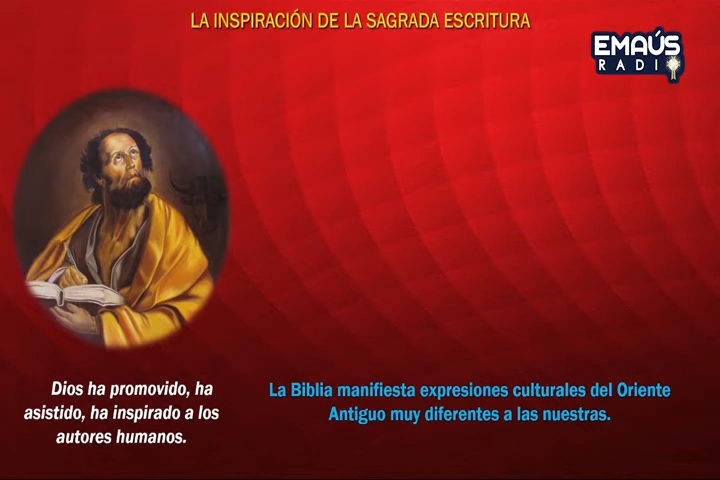 LA INSPIRACIÓN DE LA SAGRADA ESCRITURA
EMAÚS
RADIO
Dios ha promovido, ha
asistido, ha inspirado a los
autores humanos.
La Biblia manifiesta expresiones culturales del Oriente
Antiguo muy diferentes a las nuestras.